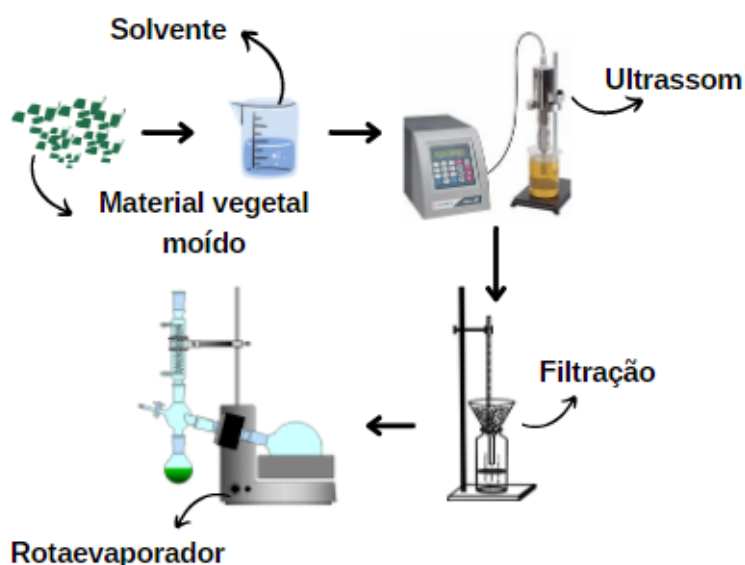 Solvente
Ultrassom
Material vegetal
moído
Filtração
Rotaevaporador